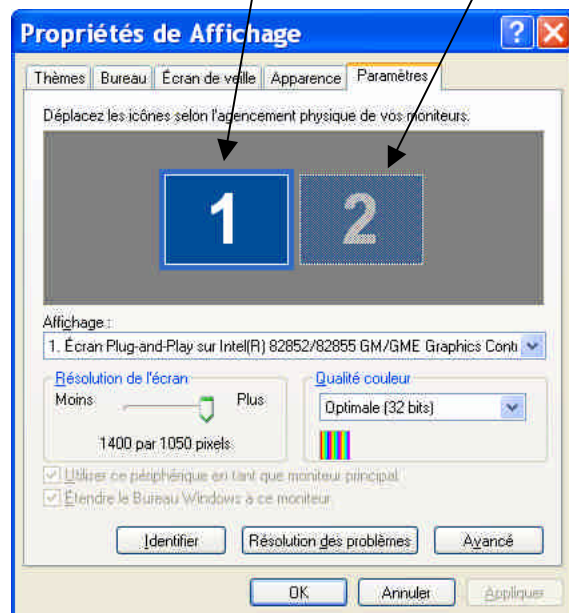 Propriétés de Affichage
Thèmes Bureau Écran de veille Apparence Paramètres
Déplacez les icônes selon l'agencement physique de vos moniteurs.
1 2
Affichage :
1. Écran Plug-and-Play sur Intel(R) 82852/82855 GM/GME Graphics Conti
Résolution de l'écran Qualité couleur
Moins Plus Optimale (32 bits)
1400 par 1050 pixels
Utiliser ce périphérique en tant que moniteur principal
Étendre le Bureau Windows à ce moniteur
Identifier Résolution des problèmes Avancé
OK Annuler Appliquer